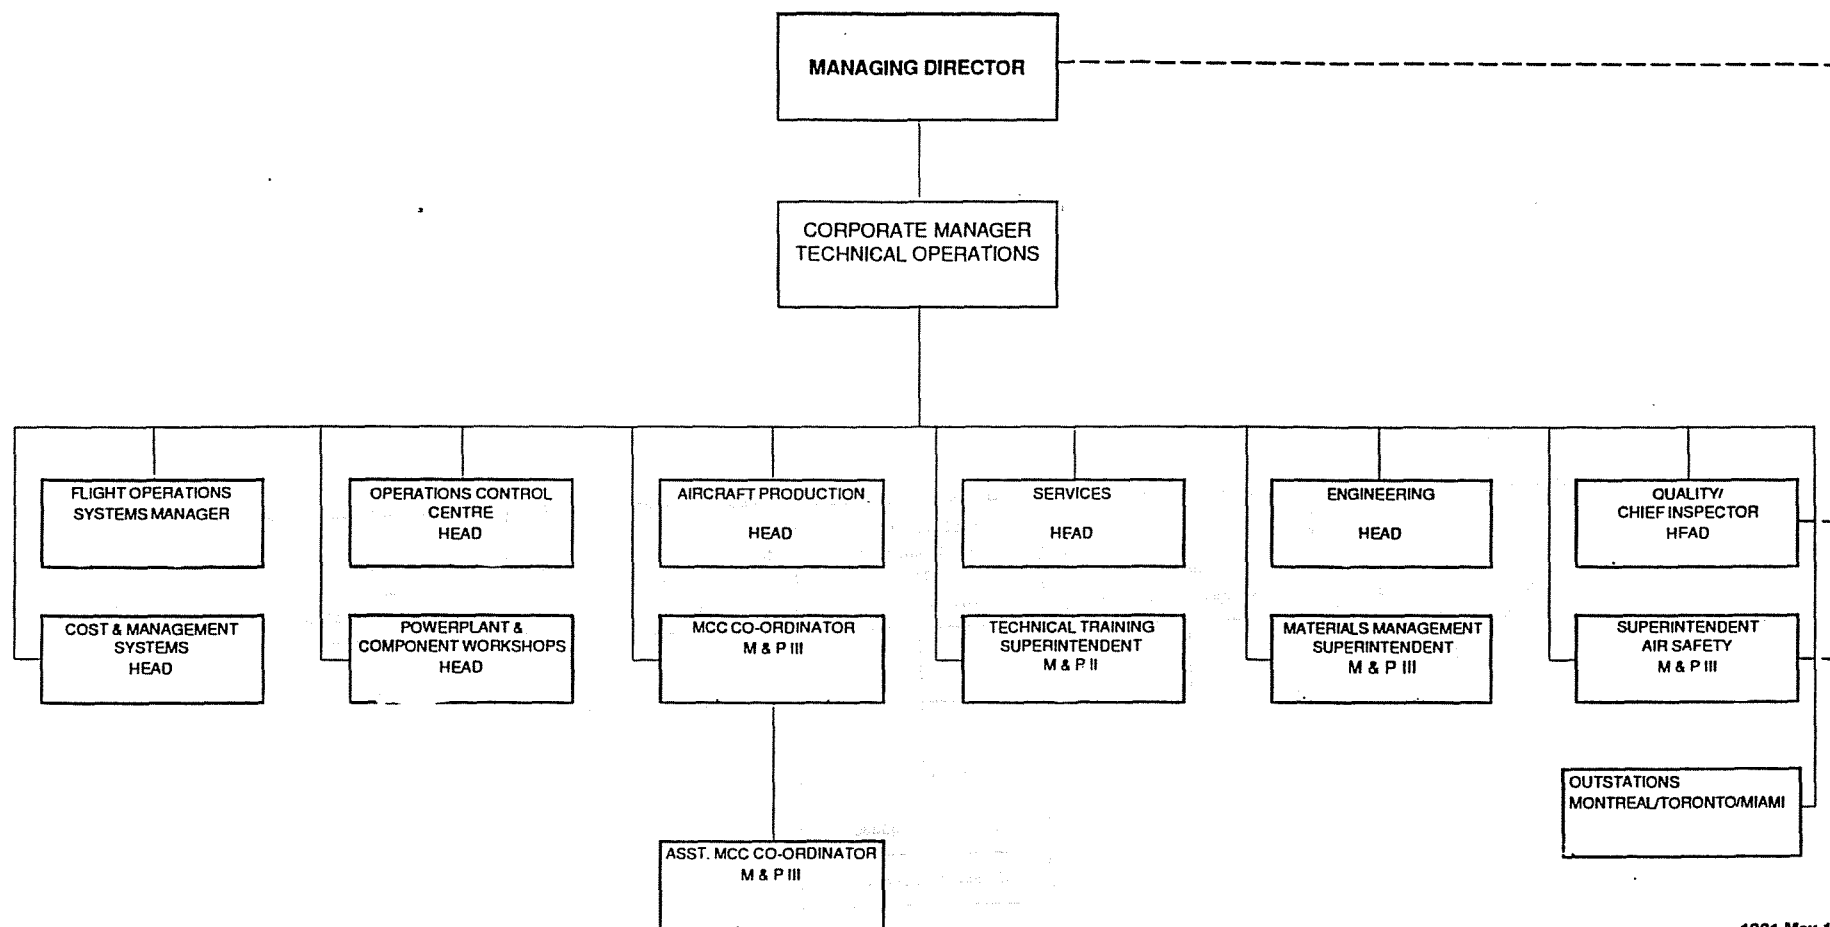 MANAGING DIRECTOR
CORPORATE MANAGER
TECHNICAL OPERATIONS
FLIGHT OPERATIONS
SYSTEMS MANAGER
OPERATIONS CONTROL
CENTRE
HEAD
AIRCRAFT PRODUCTION
HEAD
SERVICES
HEAD
ENGINEERING
HEAD
QUALITY/
CHIEF INSPECTOR
HEAD
COST & MANAGEMENT
SYSTEMS
HEAD
POWERPLANT &
COMPONENT WORKSHOPS
HEAD
MCC CO-ORDINATOR
M & P III
TECHNICAL TRAINING
SUPERINTENDENT
M & P II
MATERIALS MANAGEMENT
SUPERINTENDENT
M & P III
SUPERINTENDENT
AIR SAFETY
M & P III
OUTSTATIONS
MONTREAL/TORONTO/MIAMI
ASST. MCC CO-ORDINATOR
M & P III